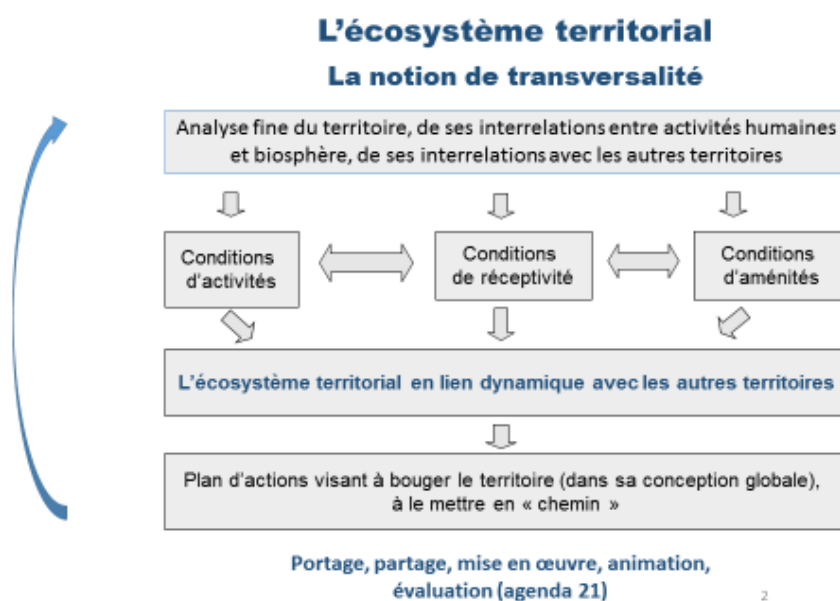 L'écosystème territorial
La notion de transversalité
Analyse fine du territoire, de ses interrelations entre activités humaines
et biosphère, de ses interrelations avec les autres territoires
Conditions
d'activités
Conditions
de réceptivité
Conditions
d'aménités
L'écosystème territorial en lien dynamique avec les autres territoires
Plan d'actions visant à bouger le territoire (dans sa conception globale),
à le mettre en « chemin »
Portage, partage, mise en œuvre, animation,
évaluation (agenda 21)
2